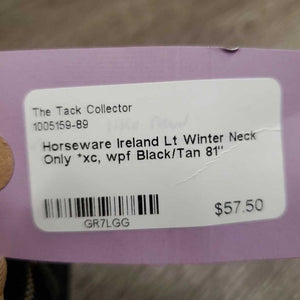 The Tack Collector
1005159-89
Horseware Ireland Lt Winter Neck
Only *xc, wpf Black/Tan 81"
GR7LGG
$57.50